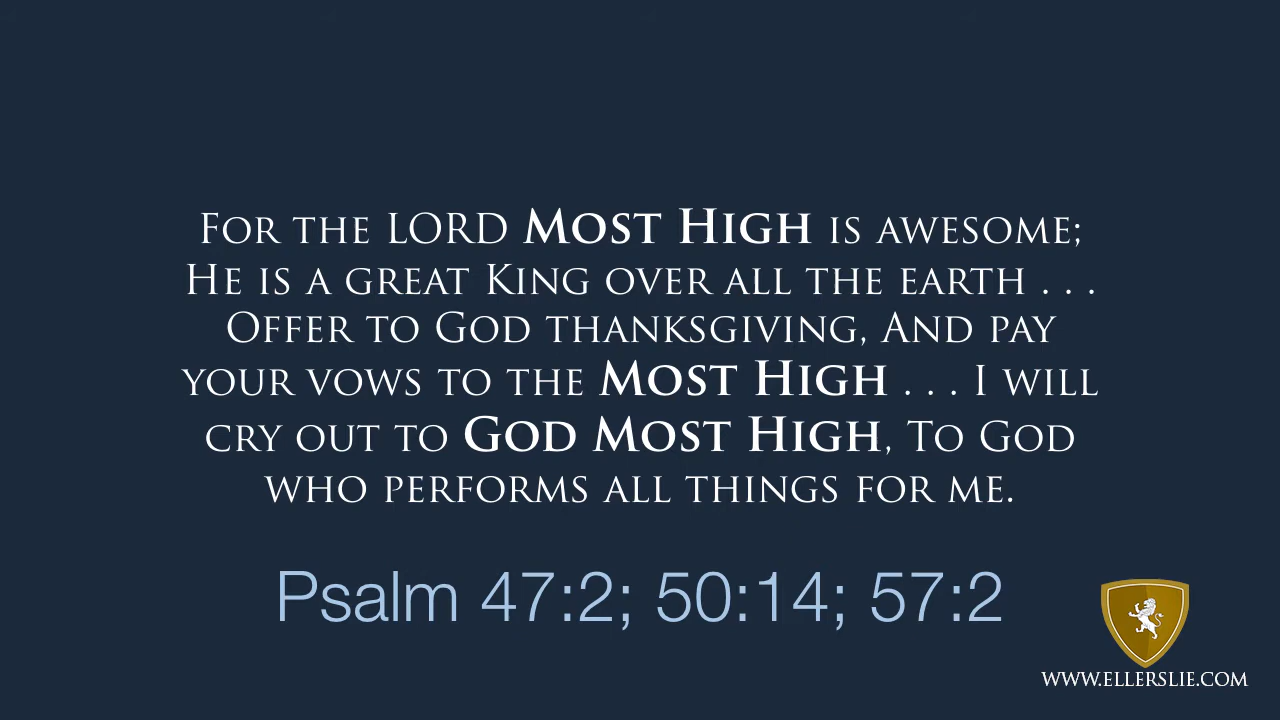 For the LORD Most High is awesome;
He is a great King over all the earth . . .
Offer to God thanksgiving, And pay
your vows to the Most High . . . I will
cry out to God Most High, To God
who performs all things for me.
Psalm 47:2; 50:14; 57:2
WWW.ELLERSLIE.COM